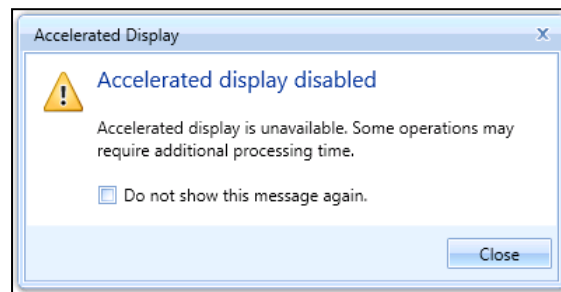 Accelerated Display
Accelerated display disabled
Accelerated display is unavailable. Some operations may
require additional processing time.
Do not show this message again.
Close